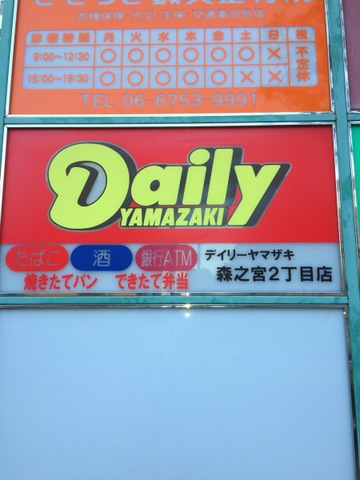 診療時間 月 火 水 木 金 土 日 祝
9:00〜12:30 ○ ○ ○ ○ ○ ○ × 不定休
15:00〜19:30 ○ ○ ○ ○ ○ × ×
TEL 06-6753-9991
Daily
YAMAZAKI
たばこ 酒 銀行ATM デイリーヤマザキ
焼きたてパン できたて弁当 森之宮2丁目店